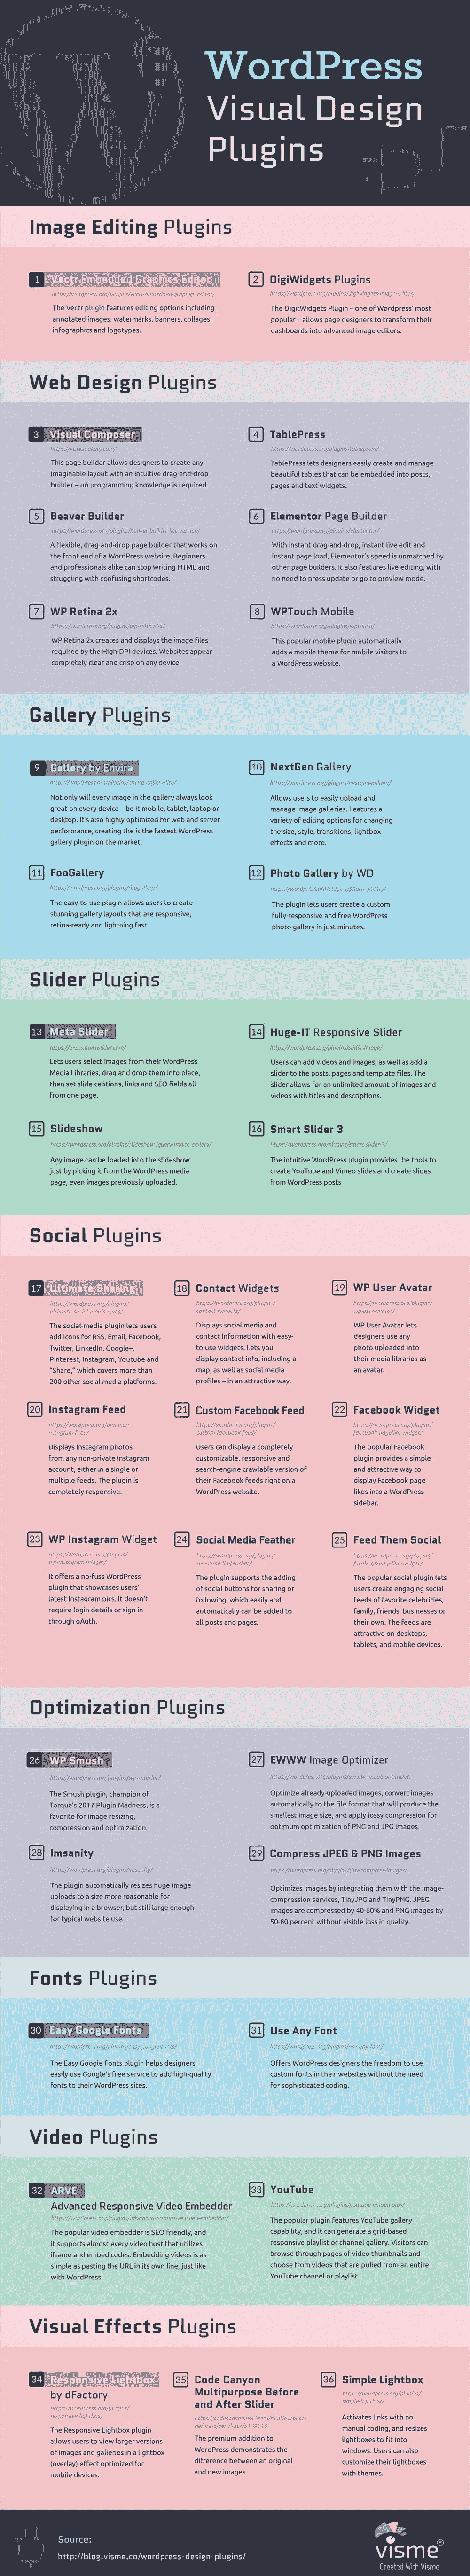 WordPress
Visual Design
Plugins
Image Editing Plugins
1 Vectr Embedded Graphics Editor
https://wordpress.org/plugins/vectr-embedded-graphics-editor/
The Vectr plugin features editing options including
annotated images, watermarks, banners, collages,
infographics and logotypes.
2 DigiWidgets Plugins
https://wordpress.org/plugins/digiwidgets-image-editor/
The DigitWidgets Plugin – one of Wordpress' most
popular – allows page designers to transform their
dashboards into advanced image editors.
Web Design Plugins
3 Visual Composer
This page builder allows designers to create any
imaginable layout with an intuitive drag-and-drop
builder – no programming knowledge is required.
4 TablePress
https://wordpress.org/plugins/tablepress/
TablePress lets designers easily create and manage
beautiful tables that can be embedded into posts,
pages and text widgets.
5 Beaver Builder
https://wordpress.org/plugins/beaver-builder-lite-version/
A flexible, drag-and-drop page builder that works on
the front end of a WordPress website. Beginners
and professionals alike can stop writing HTML and
struggling with confusing shortcodes.
6 Elementor Page Builder
https://wordpress.org/plugins/elementor/
With instant drag-and-drop, instant live edit and
instant page load, Elementor's speed is unmatched by
other page builders. It also features live editing, with
no need to press update or go to preview mode.
7 WP Retina 2x
https://wordpress.org/plugins/wp-retina-2x/
WP Retina 2x creates and displays the image files
required by the High-DPI devices. Websites appear
completely clear and crisp on any device.
8 WPTouch Mobile
https://wordpress.org/plugins/wptouch/
This popular mobile plugin automatically
adds a mobile theme for mobile visitors to
a WordPress website.
Gallery Plugins
9 Gallery by Envira
https://wordpress.org/plugins/envira-gallery-lite/
Not only will every image in the gallery always look
great on every device – be it mobile, tablet, laptop or
desktop. It's also highly optimized for web and server
performance, creating the is the fastest WordPress
gallery plugin on the market.
10 NextGen Gallery
https://wordpress.org/plugins/nextgen-gallery/
Allows users to easily upload and
manage image galleries. Features a
variety of editing options for changing
the size, style, transitions, lightbox
effects and more.
11 FooGallery
https://wordpress.org/plugins/foogallery/
The easy-to-use plugin allows users to create
stunning gallery layouts that are responsive,
retina-ready and lightning fast.
12 Photo Gallery by WD
https://wordpress.org/plugins/photo-gallery/
The plugin lets users create a custom
fully-responsive and free WordPress
photo gallery in just minutes.
Slider Plugins
13 Meta Slider
https://www.metaslider.com/
Lets users select images from their WordPress
Media Libraries, drag and drop them into place,
then set slide captions, links and SEO fields all
from one page.
14 Huge-IT Responsive Slider
https://wordpress.org/plugins/slider-image/
Users can add videos and images, as well as add a
slider to the posts, pages and template files. The
slider allows for an unlimited amount of images and
videos with titles and descriptions.
15 Slideshow
https://wordpress.org/plugins/slideshow-jquery-image-gallery/
Any image can be loaded into the slideshow
just by picking it from the WordPress media
page, even images previously uploaded.
16 Smart Slider 3
https://wordpress.org/plugins/smart-slider-3/
The intuitive WordPress plugin provides the tools to
create YouTube and Vimeo slides and create slides
from WordPress posts
Social Plugins
17 Ultimate Sharing
https://wordpress.org/plugins/
ultimate-social-media-icons/
The social-media plugin lets users
add icons for RSS, Email, Facebook,
Twitter, LinkedIn, Google+,
Pinterest, Instagram, Youtube and
"Share," which covers more than
200 other social media platforms.
18 Contact Widgets
https://wordpress.org/plugins/
contact-widgets/
Displays social media and
contact information with easy-
to-use widgets. Lets you
display contact info, including a
map, as well as social media
profiles – in an attractive way.
19 WP User Avatar
https://wordpress.org/plugins/
wp-user-avatar/
WP User Avatar lets
designers use any
photo uploaded into
their media libraries as
an avatar.
20 Instagram Feed
https://wordpress.org/plugins/i
nstagram-feed/
Displays Instagram photos
from any non-private Instagram
account, either in a single or
multiple feeds. The plugin is
completely responsive.
21 Custom Facebook Feed
https://wordpress.org/plugins/
custom-facebook-feed/
Users can display a completely
customizable, responsive and
search-engine crawlable version of
their Facebook feeds right on a
WordPress website.
22 Facebook Widget
https://wordpress.org/plugins/
facebook-pagelike-widget/
The popular Facebook
plugin provides a simple
and attractive way to
display Facebook page
likes into a WordPress
sidebar.
23 WP Instagram Widget
https://wordpress.org/plugins/
wp-instagram-widget/
It offers a no-fuss WordPress
plugin that showcases users'
latest Instagram pics. It doesn't
require login details or sign in
through oAuth.
24 Social Media Feather
https://wordpress.org/plugins/
social-media-feather/
The plugin supports the adding
of social buttons for sharing or
following, which easily and
automatically can be added to
all posts and pages.
25 Feed Them Social
https://wordpress.org/plugins/
facebook-pagelike-widget/
The popular social plugin lets
users create engaging social
feeds of favorite celebrities,
family, friends, businesses or
their own. The feeds are
attractive on desktops,
tablets, and mobile devices.
Optimization Plugins
26 WP Smush
https://wordpress.org/plugins/wp-smushit/
The Smush plugin, champion of
Torque's 2017 Plugin Madness, is a
favorite for image resizing,
compression and optimization.
27 EWWW Image Optimizer
https://wordpress.org/plugins/ewww-image-optimizer/
Optimize already-uploaded images, convert images
automatically to the file format that will produce the
smallest image size, and apply lossy compression for
optimum optimization of PNG and JPG images.
28 Imsanity
https://wordpress.org/plugins/imsanity/
The plugin automatically resizes huge image
uploads to a size more reasonable for
displaying in a browser, but still large enough
for typical website use.
29 Compress JPEG & PNG Images
https://wordpress.org/plugins/tiny-compress-images/
Optimizes images by integrating them with the image-
compression services, TinyJPG and TinyPNG. JPEG
images are compressed by 40-60% and PNG images by
50-80 percent without visible loss in quality.
Fonts Plugins
30 Easy Google Fonts
https://wordpress.org/plugins/easy-google-fonts/
The Easy Google Fonts plugin helps designers
easily use Google's free service to add high-quality
fonts to their WordPress sites.
31 Use Any Font
https://wordpress.org/plugins/use-any-font/
Offers WordPress designers the freedom to use
custom fonts in their websites without the need
for sophisticated coding.
Video Plugins
32 ARVE
Advanced Responsive Video Embedder
https://wordpress.org/plugins/advanced-responsive-video-embedder/
The popular video embedder is SEO friendly, and
it supports almost every video host that utilizes
iframe and embed codes. Embedding videos is as
simple as pasting the URL in its own line, just like
with WordPress.
33 YouTube
https://wordpress.org/plugins/youtube-embed-plus/
The popular plugin features YouTube gallery
capability, and it can generate a grid-based
responsive playlist or channel gallery. Visitors can
browse through pages of video thumbnails and
choose from videos that are pulled from an entire
YouTube channel or playlist.
Visual Effects Plugins
34 Responsive Lightbox
by dFactory
https://wordpress.org/plugins/
responsive-lightbox/
The Responsive Lightbox plugin
allows users to view larger versions
of images and galleries in a lightbox
(overlay) effect optimized for
mobile devices.
35 Code Canyon
Multipurpose Before
and After Slider
https://codecanyon.net/item/multipurpose-
before-after-slider/5119016
The premium addition to
WordPress demonstrates the
difference between an original
and new images.
36 Simple Lightbox
https://wordpress.org/plugins/
simple-lightbox/
Activates links with no
manual coding, and resizes
lightboxes to fit into
windows. Users can also
customize their lightboxes
with themes.
Source:
http://blog.visme.co/wordpress-design-plugins/
visme®
Created With Visme